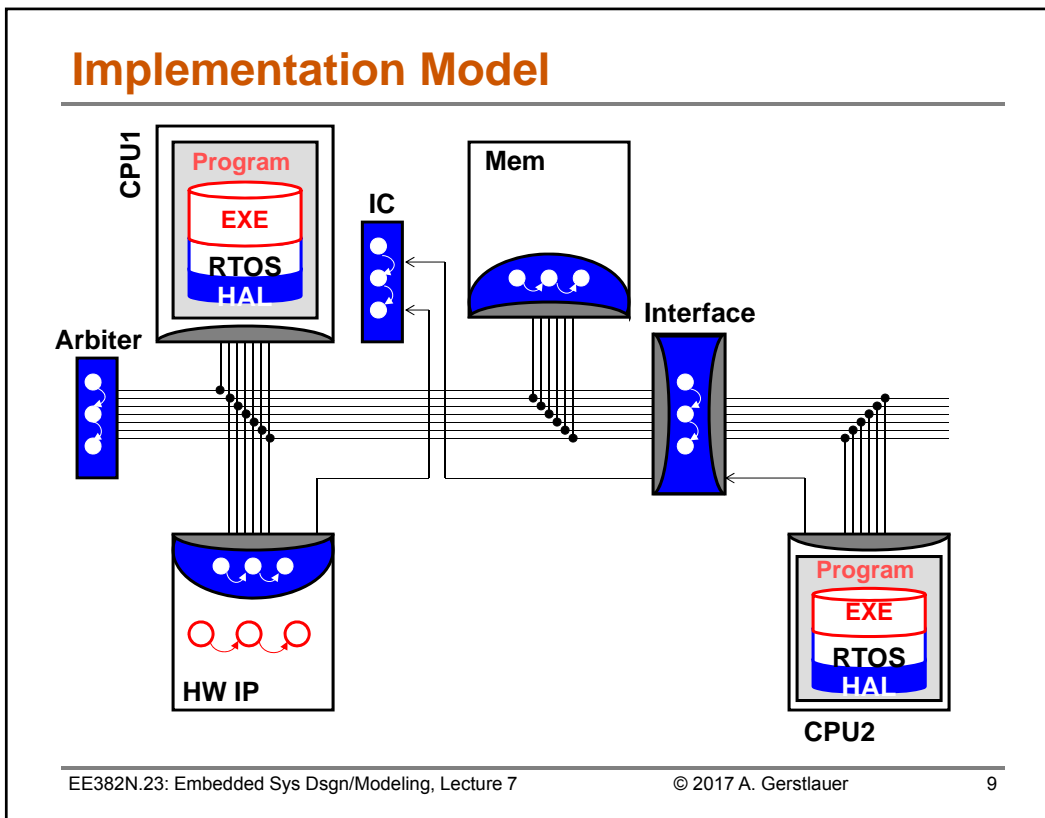 Implementation Model
CPU1
Program
EXE
RTOS
HAL
IC
Mem
Arbiter
Interface
HW IP
Program
EXE
RTOS
HAL
CPU2
EE382N.23: Embedded Sys Dsgn/Modeling, Lecture 7 © 2017 A. Gerstlauer 9